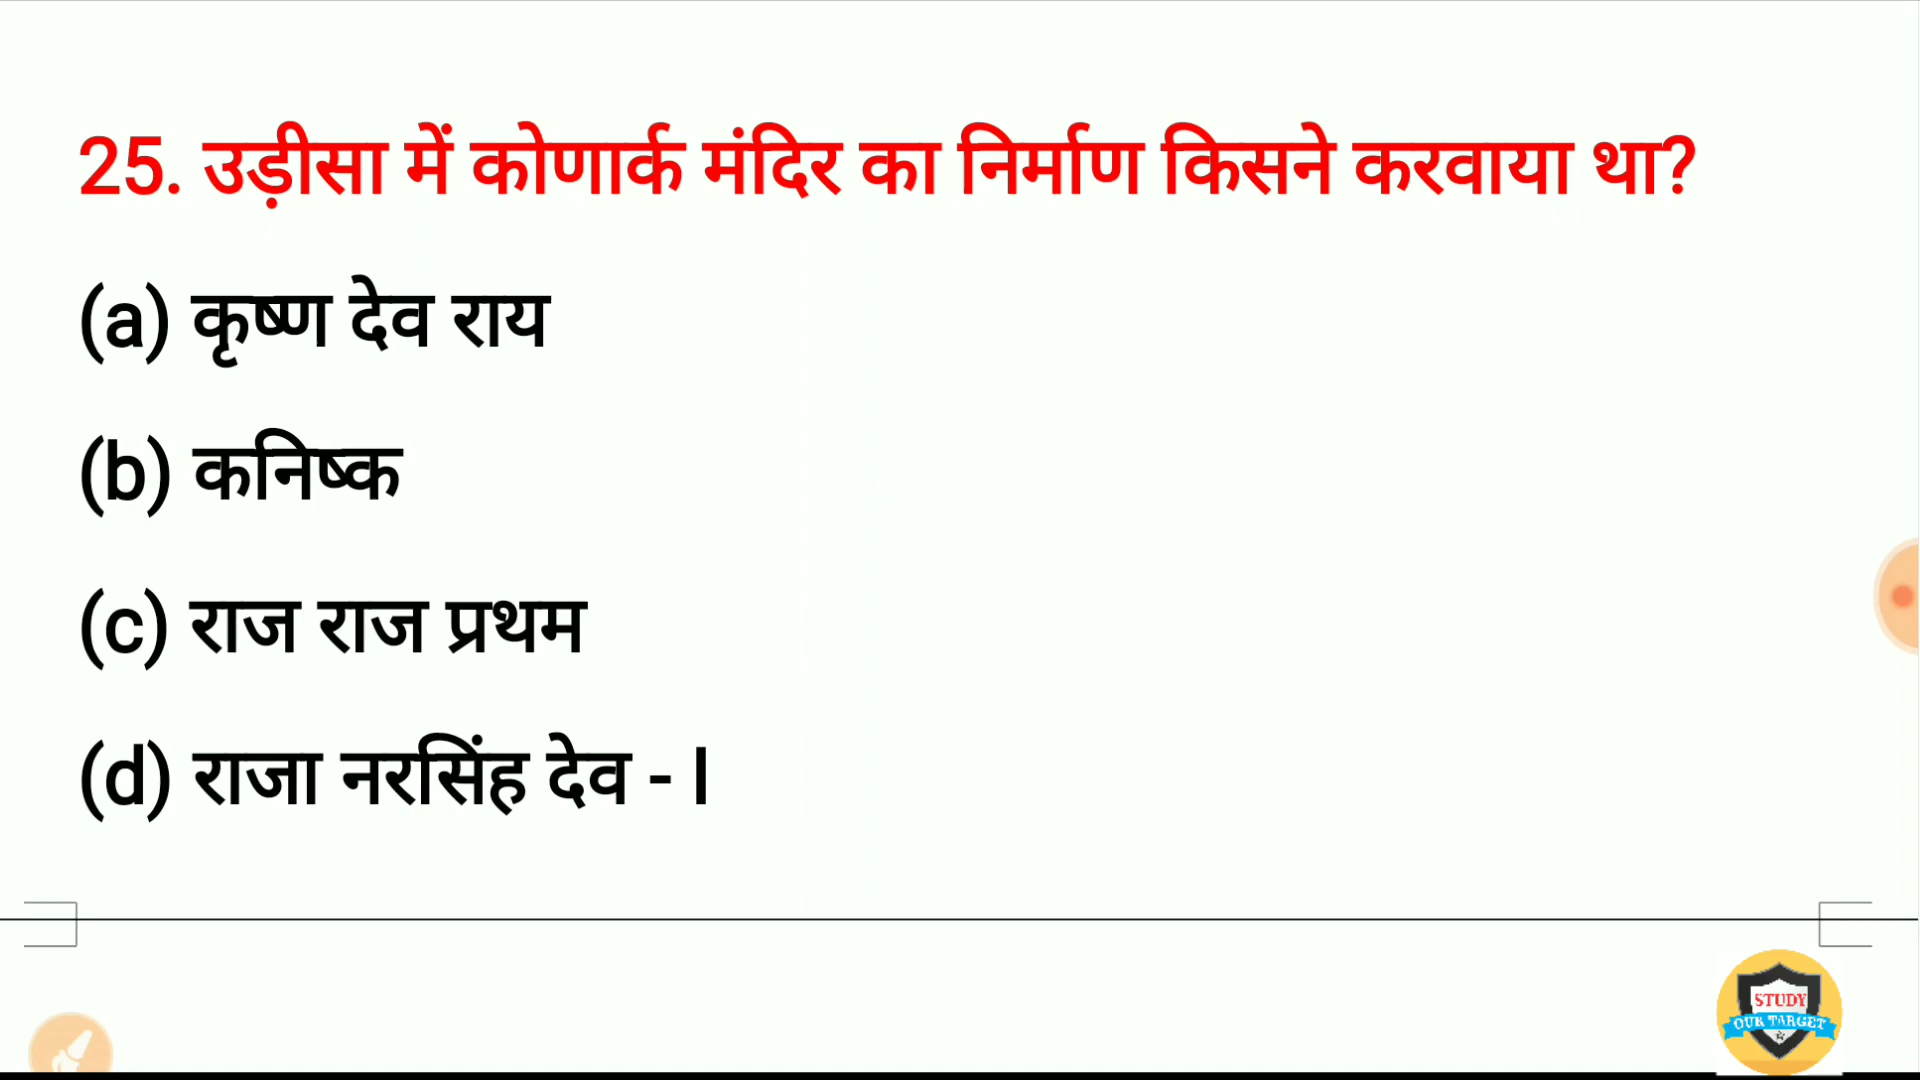 25. उड़ीसा में कोणार्क मंदिर का निर्माण किसने करवाया था?
(a) कृष्ण देव राय
(b) कनिष्क
(c) राज राज प्रथम
(d) राजा नरसिंह देव - I
STUDY
OUR TARGET